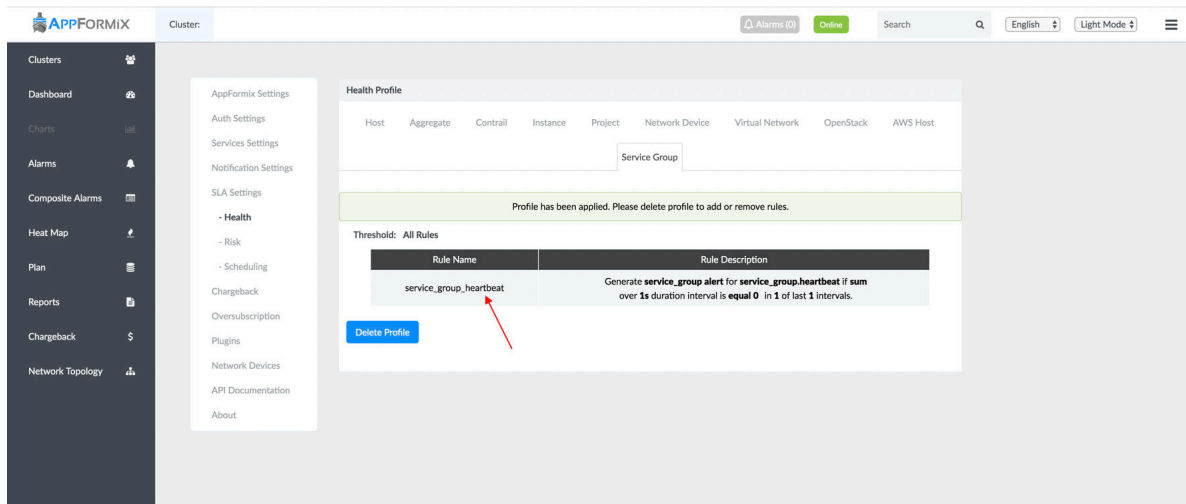 APPFORMIX
Cluster:
Alarms (0)
Online
Search
English
Light Mode
Clusters
Dashboard
Charts
Alarms
Composite Alarms
Heat Map
Plan
Reports
Chargeback
Network Topology
AppFormix Settings
Auth Settings
Services Settings
Notification Settings
SLA Settings
- Health
- Risk
- Scheduling
Chargeback
Oversubscription
Plugins
Network Devices
API Documentation
About
Health Profile
Host Aggregate Contrail Instance Project Network Device Virtual Network OpenStack AWS Host
Service Group
Profile has been applied. Please delete profile to add or remove rules.
Threshold: All Rules
Rule Name Rule Description
service_group_heartbeat
Generate service_group alert for service_group.heartbeat if sum
over 1s duration interval is equal 0 in 1 of last 1 intervals.
Delete Profile